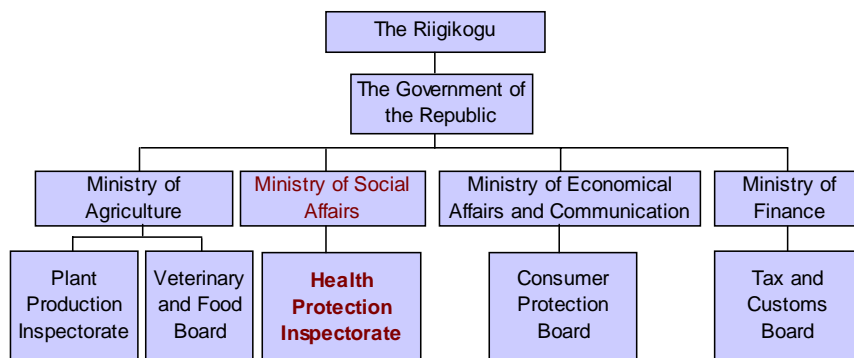 The Riigikogu
The Government of
the Republic
Ministry of
Agriculture
Ministry of Social
Affairs
Ministry of Economical
Affairs and Communication
Ministry of
Finance
Plant
Production
Inspectorate
Veterinary
and Food
Board
Health
Protection
Inspectorate
Consumer
Protection
Board
Tax and
Customs
Board